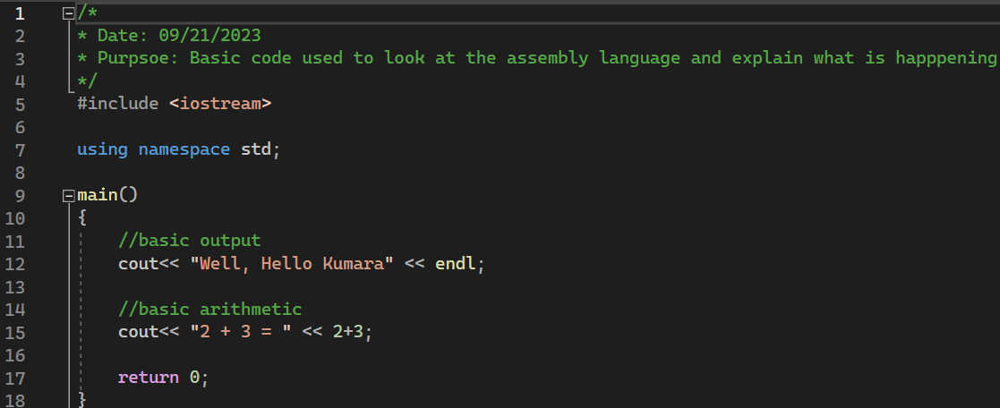 1 /*
2 * Date: 09/21/2023
3 * Purpsoe: Basic code used to look at the assembly language and explain what is happpening
4 */
5 #include <iostream>
6
7 using namespace std;
8
9 main()
10 {
11 //basic output
12 cout<< "Well, Hello Kumara" << endl;
13
14 //basic arithmetic
15 cout<< "2 + 3 = " << 2+3;
16
17 return 0;
18 }